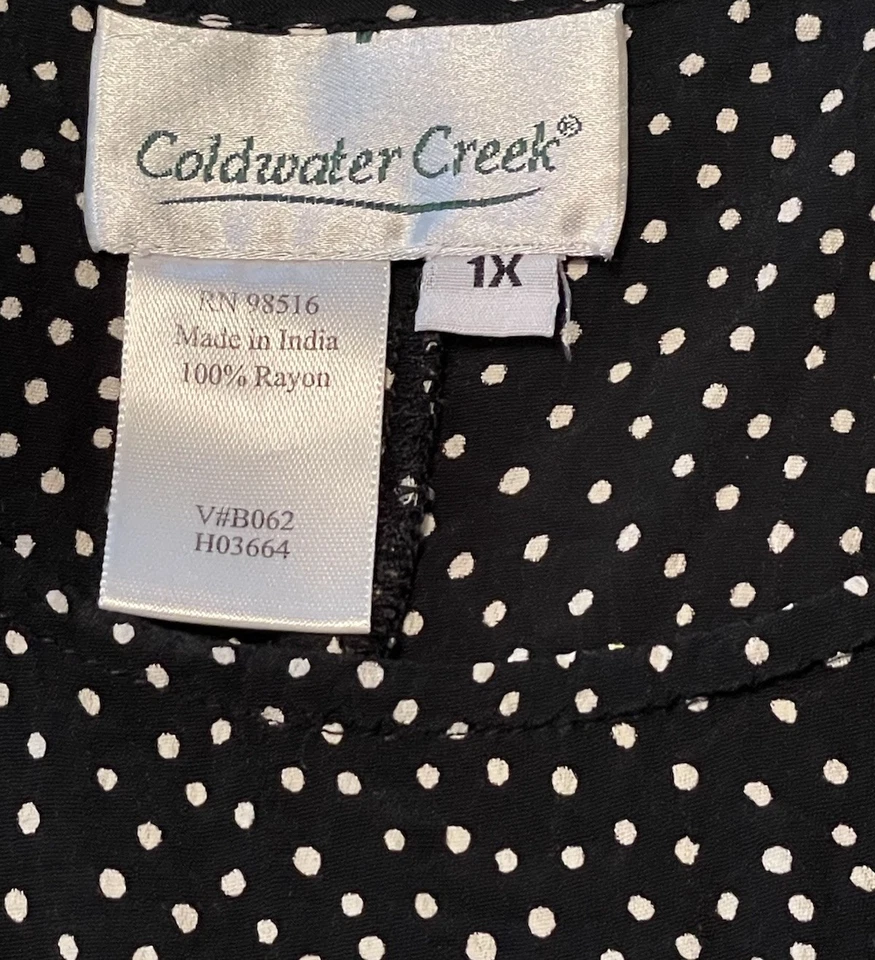 Coldwater Creek®
1X
RN 98516
Made in India
100% Rayon
V#B062
H03664